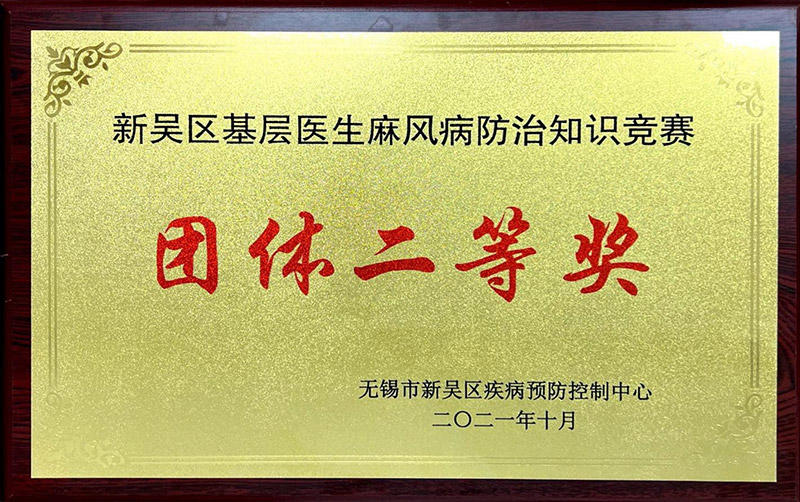 新吴区基层医生麻风病防治知识竞赛
团体二等奖
无锡市新吴区疾病预防控制中心
二〇二一年十月